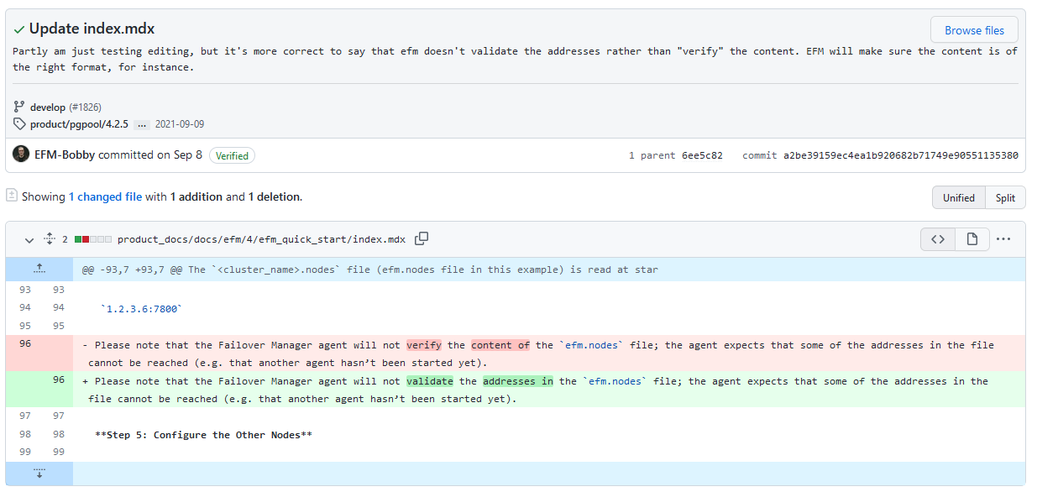 Update index.mdx
Browse files
Partly am just testing editing, but it's more correct to say that efm doesn't validate the addresses rather than "verify" the content. EFM will make sure the content is of
the right format, for instance.
develop (#1826)
product/pgpool/4.2.5 ... 2021-09-09
EFM-Bobby committed on Sep 8 Verified 1 parent 6ee5c82 commit a2be39159ec4ea1b920682b71749e90551135380
Showing 1 changed file with 1 addition and 1 deletion.
Unified Split
2 product_docs/docs/efm/4/efm_quick_start/index.mdx
@@ -93,7 +93,7 @@ The `<cluster_name>.nodes` file (efm.nodes file in this example) is read at star
93 93
94 94 `1.2.3.6:7800`
95 95
96 - Please note that the Failover Manager agent will not verify the content of the `efm.nodes` file; the agent expects that some of the addresses in the file
cannot be reached (e.g. that another agent hasn’t been started yet).
96 + Please note that the Failover Manager agent will not validate the addresses in the `efm.nodes` file; the agent expects that some of the addresses in the
file cannot be reached (e.g. that another agent hasn’t been started yet).
97 97
98 98 **Step 5: Configure the Other Nodes**
99 99